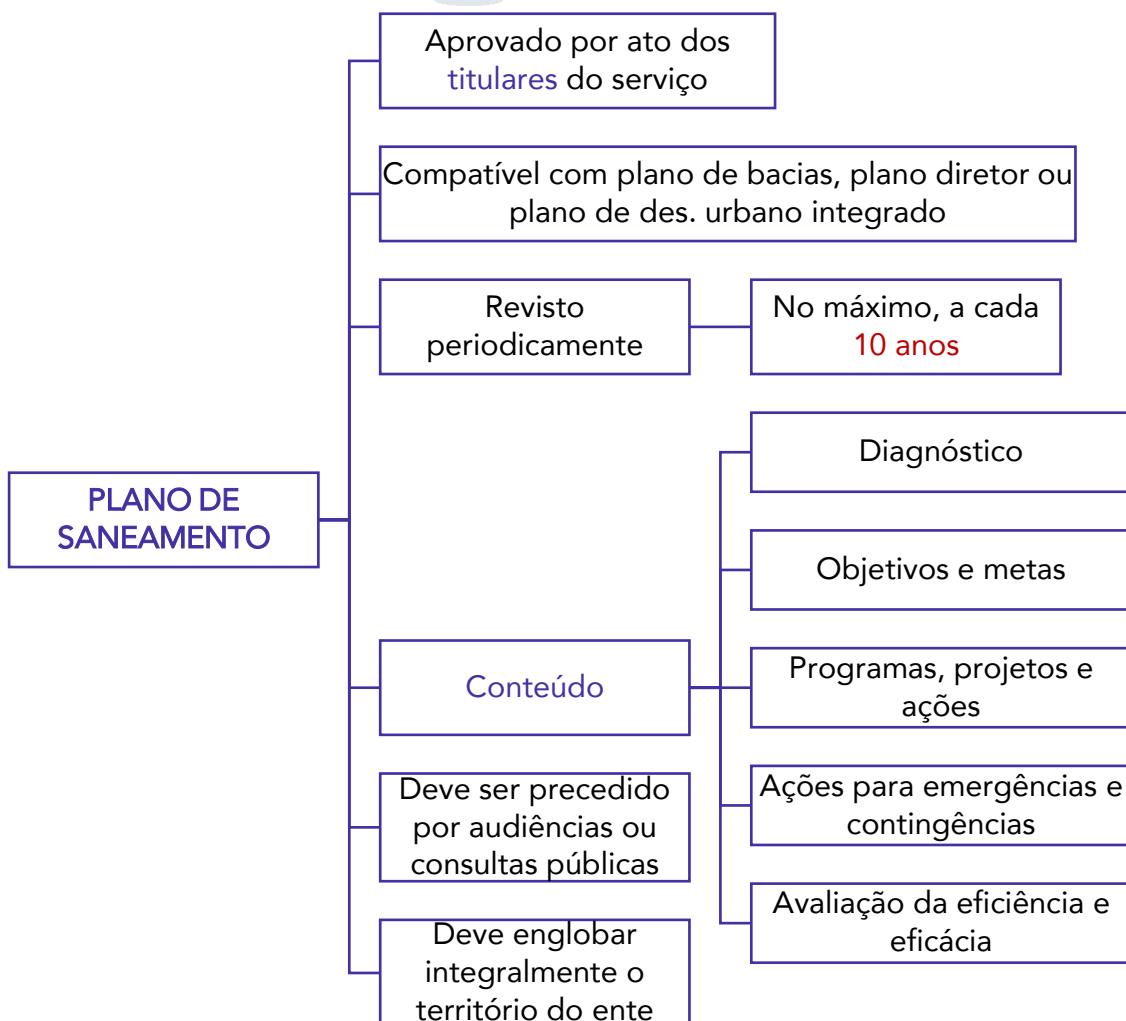 Aprovado por ato dos
titulares do serviço
Compatível com plano de bacias, plano diretor ou
plano de des. urbano integrado
Revisto
periodicamente
No máximo, a cada
10 anos
PLANO DE
SANEAMENTO
Conteúdo
Diagnóstico
Objetivos e metas
Programas, projetos e
ações
Ações para emergências e
contingências
Avaliação da eficiência e
eficácia
Deve ser precedido
por audiências ou
consultas públicas
Deve englobar
integralmente o
território do ente